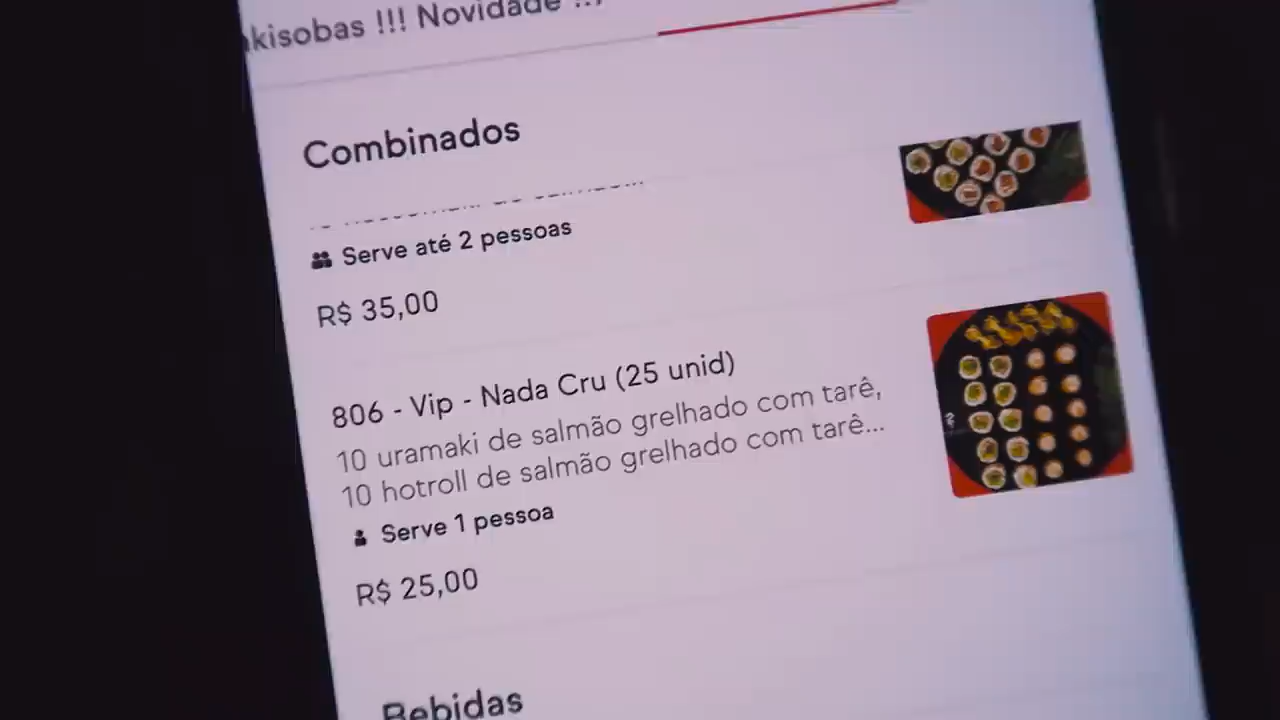 akisobas !!! Novidade !!!
Combinados
Serve até 2 pessoas
R$ 35,00
806 - Vip - Nada Cru (25 unid)
10 uramaki de salmão grelhado com tarê,
10 hotroll de salmão grelhado com tarê...
Serve 1 pessoa
R$ 25,00
Bebidas